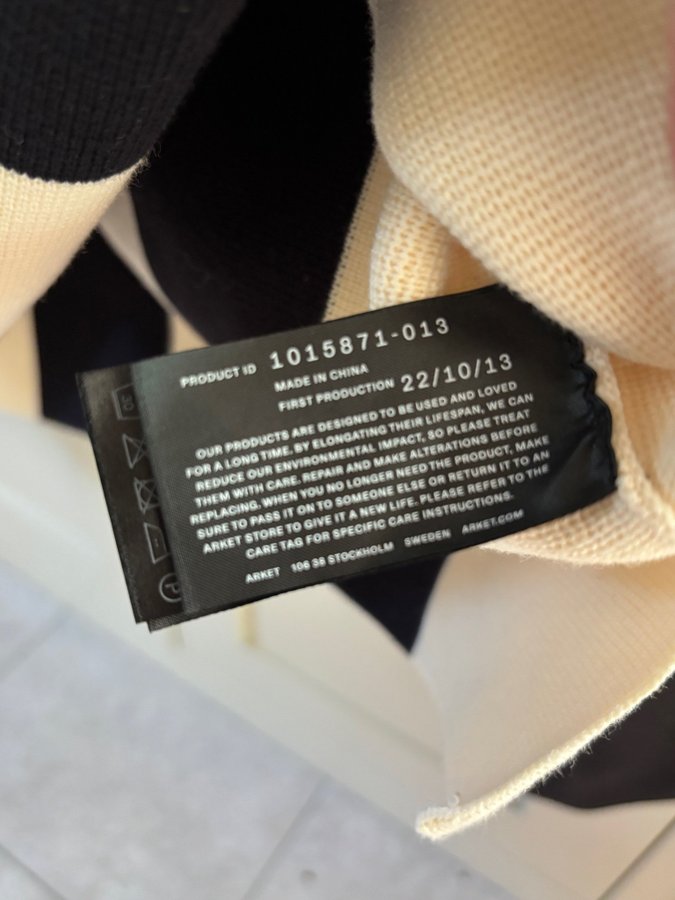 PRODUCT ID 1015871-013
MADE IN CHINA
FIRST PRODUCTION 22/10/13
OUR PRODUCTS ARE DESIGNED TO BE USED AND LOVED
FOR A LONG TIME. BY ELONGATING THEIR LIFESPAN, WE CAN
REDUCE OUR ENVIRONMENTAL IMPACT, SO PLEASE TREAT
THEM WITH CARE. REPAIR AND MAKE ALTERATIONS BEFORE
REPLACING. WHEN YOU NO LONGER NEED THE PRODUCT, MAKE
SURE TO PASS IT ON TO SOMEONE ELSE OR RETURN IT TO AN
ARKET STORE TO GIVE IT A NEW LIFE. PLEASE REFER TO THE
CARE TAG FOR SPECIFIC CARE INSTRUCTIONS.
ARKET 106 38 STOCKHOLM SWEDEN ARKET.COM
P